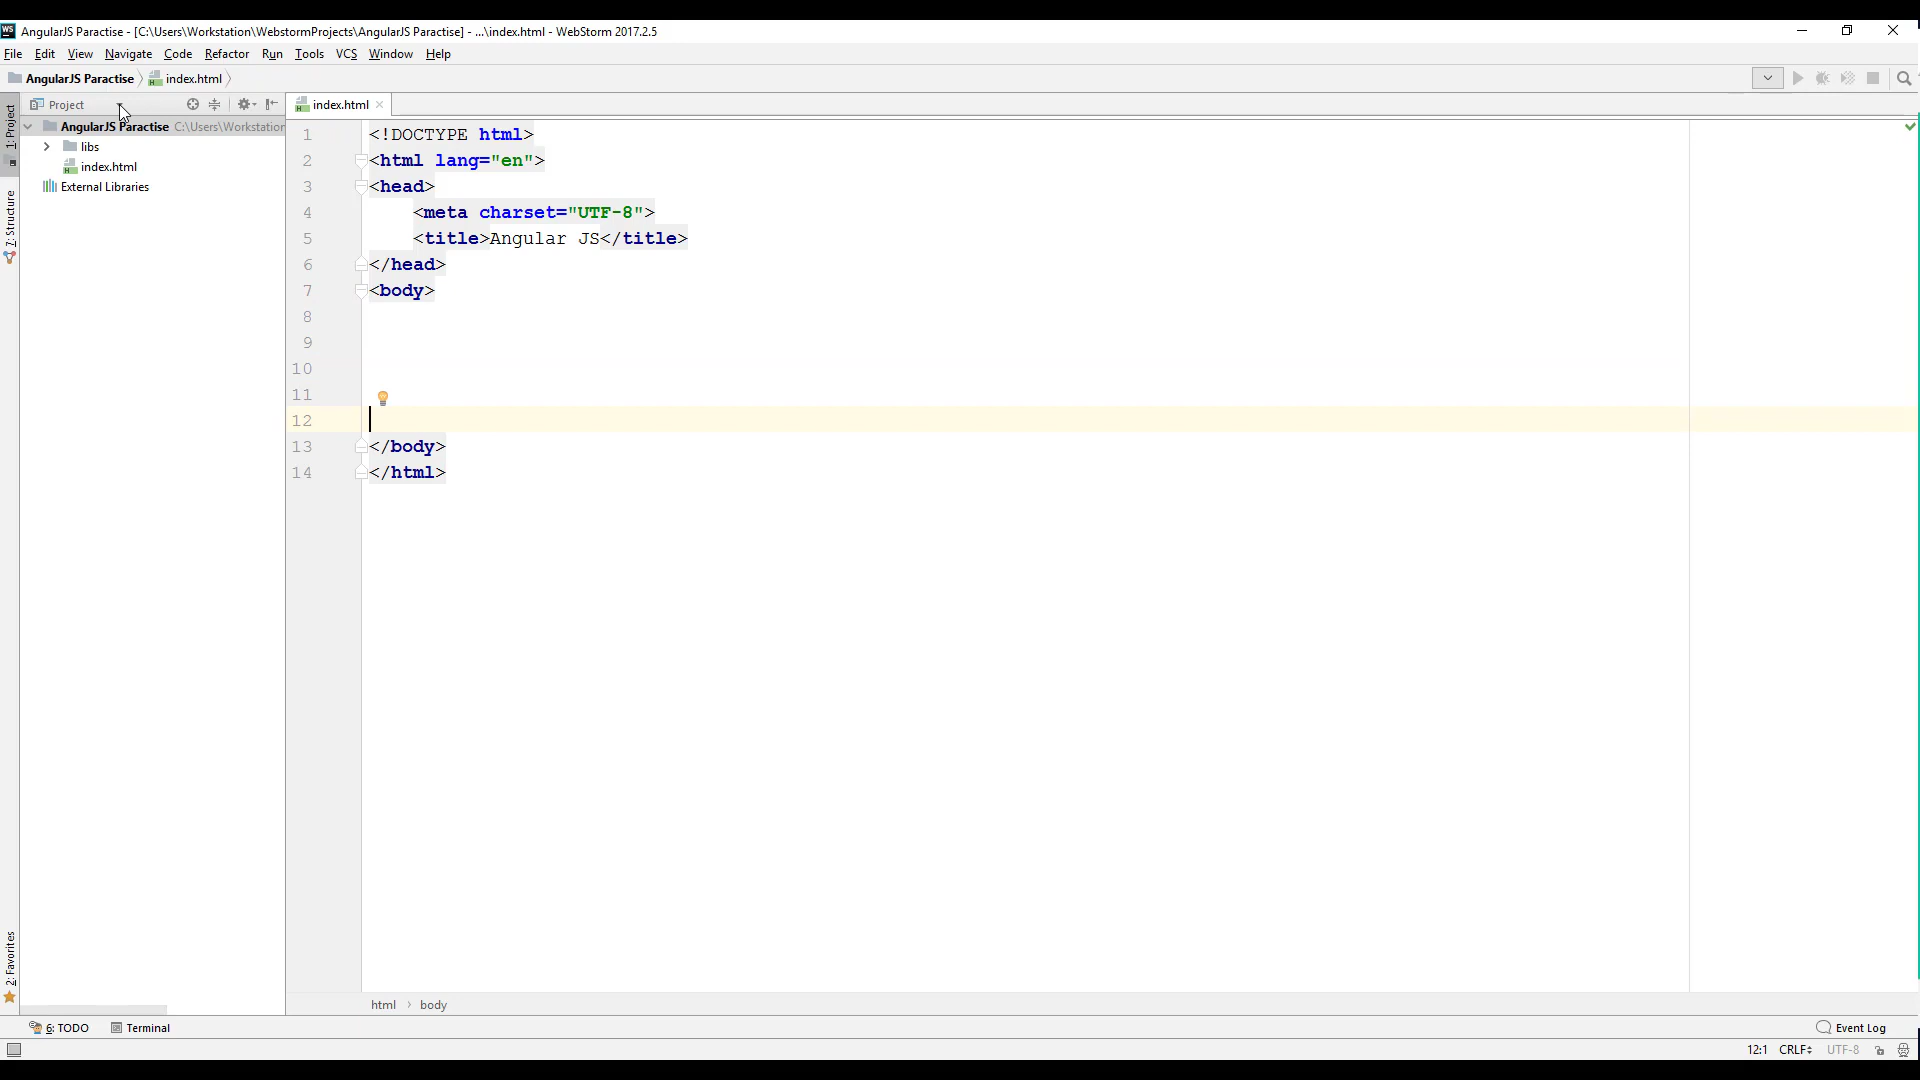 WS AngularJS Paractise - [C:\Users\Workstation\WebstormProjects\AngularJS Paractise] - ...\index.html - WebStorm 2017.2.5
File Edit View Navigate Code Refactor Run Tools VCS Window Help
AngularJS Paractise index.html
1: Project
7: Structure
2: Favorites
Project
AngularJS Paractise C:\Users\Workstation
libs
index.html
External Libraries
index.html
1 <!DOCTYPE html>
2 <html lang="en">
3 <head>
4 <meta charset="UTF-8">
5 <title>Angular JS</title>
6 </head>
7 <body>
8
9
10
11
12
13 </body>
14 </html>
html › body
6: TODO Terminal Event Log
12:1 CRLF UTF-8